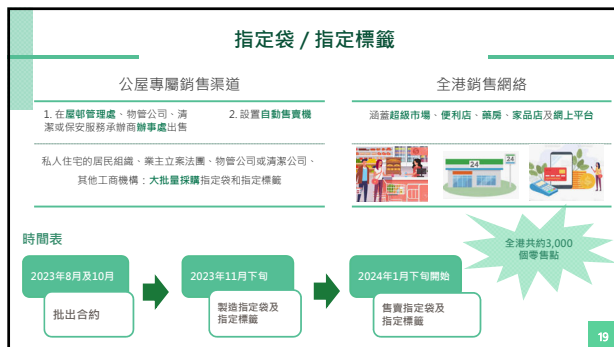 指定袋 / 指定標籤
公屋專屬銷售渠道
1. 在屋邨管理處、物管公司、清
潔或保安服務承辦商辦事處出售
2. 設置自動售賣機
私人住宅的居民組織、業主立案法團、物管公司或清潔公司、
其他工商機構：大批量採購指定袋和指定標籤
全港銷售網絡
涵蓋超級市場、便利店、藥房、家品店及網上平台
24
24
全港共約3,000
個零售點
時間表
2023年8月及10月
批出合約
2023年11月下旬
製造指定袋及
指定標籤
2024年1月下旬開始
售賣指定袋及
指定標籤
19